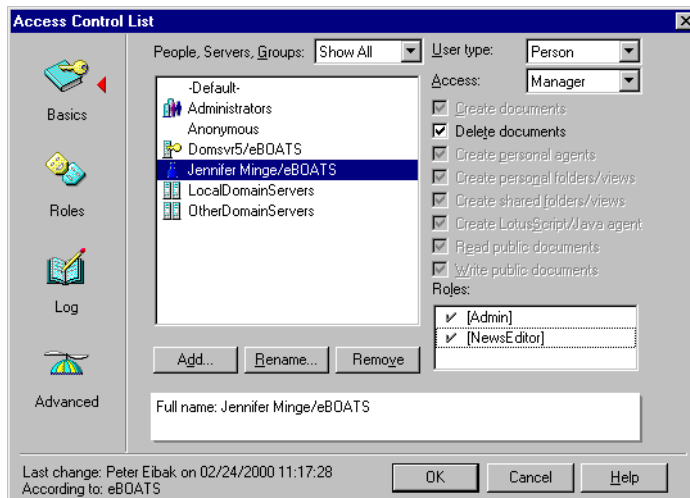 Access Control List
People, Servers, Groups: Show All
User type: Person
Access: Manager
Basics
Roles
Log
Advanced
-Default-
Administrators
Anonymous
Domsvr5/eBOATS
Jennifer Minge/eBOATS
LocalDomainServers
OtherDomainServers
Create documents
Delete documents
Create personal agents
Create personal folders/views
Create shared folders/views
Create LotusScript/Java agent
Read public documents
Write public documents
Roles:
[Admin]
[NewsEditor]
Add... Rename... Remove
Full name: Jennifer Minge/eBOATS
Last change: Peter Eibak on 02/24/2000 11:17:28
According to: eBOATS
OK Cancel Help